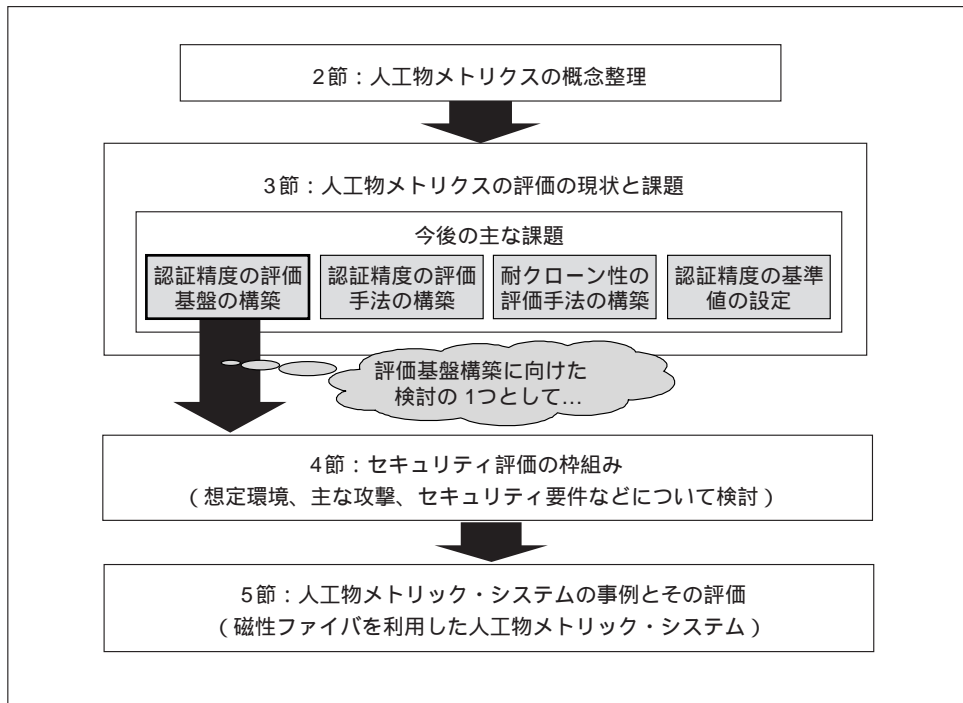 2節：人工物メトリクスの概念整理
3節：人工物メトリクスの評価の現状と課題
今後の主な課題
認証精度の評価
基盤の構築
認証精度の評価
手法の構築
耐クローン性の
評価手法の構築
認証精度の基準
値の設定
評価基盤構築に向けた
検討の 1つとして…
4節：セキュリティ評価の枠組み
（想定環境、主な攻撃、セキュリティ要件などについて検討）
5節：人工物メトリック・システムの事例とその評価
（磁性ファイバを利用した人工物メトリック・システム）